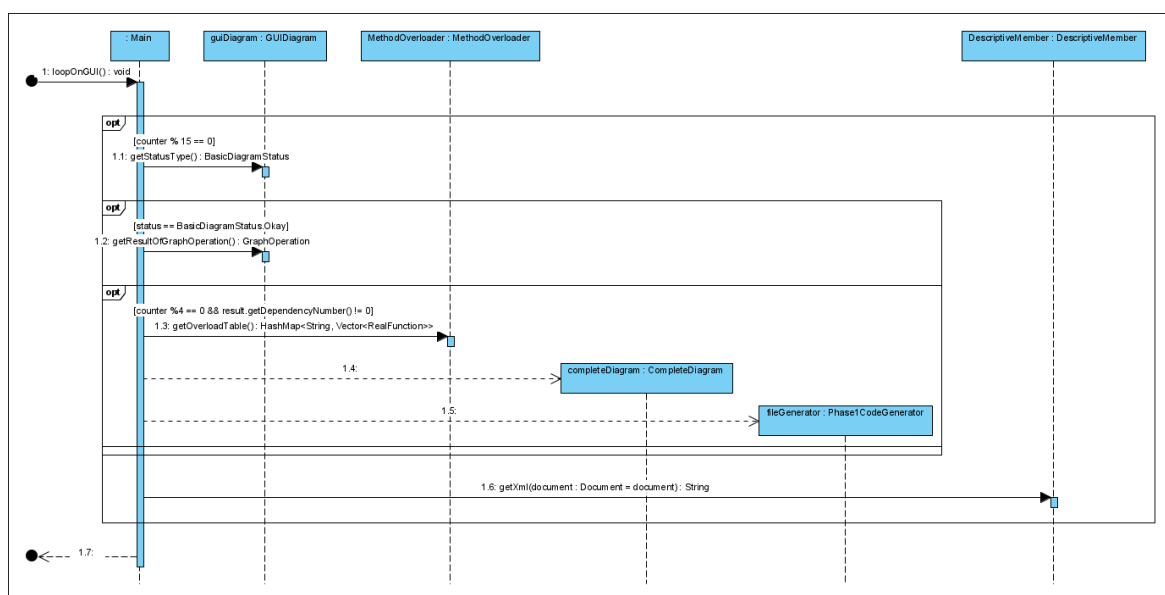 : Main
guiDiagram : GUIDiagram
MethodOverloader : MethodOverloader
DescriptiveMember : DescriptiveMember
1: loopOnGUI() : void
opt
[counter % 15 == 0]
1.1: getStatusType() : BasicDiagramStatus
opt
[status == BasicDiagramStatus.Okay]
1.2: getResultOfGraphOperation() : GraphOperation
opt
[counter %4 == 0 && result.getDependencyNumber() != 0]
1.3: getOverloadTable() : HashMap<String, Vector<RealFunction>>
1.4:
completeDiagram : CompleteDiagram
1.5:
fileGenerator : Phase1CodeGenerator
1.6: getXml(document : Document = document) : String
1.7: